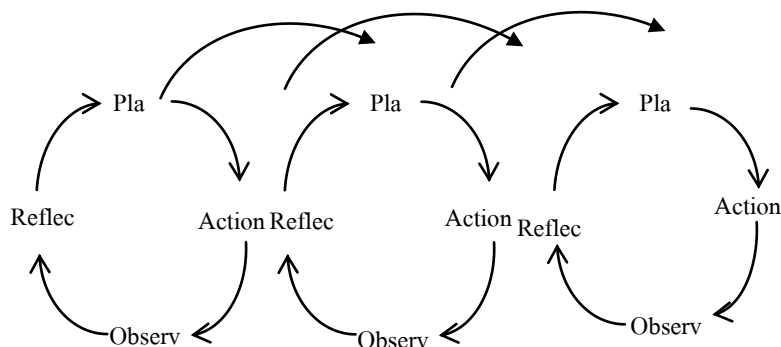 Pla Pla Pla
Reflec Action Reflec Action Reflec Action
Observ Observ Observ